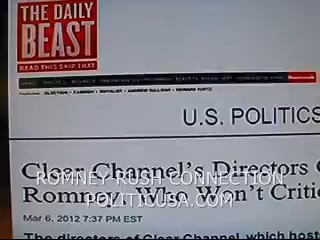 THE DAILY
BEAST
READ THIS SKIP THAT
U.S. POLITICS
Clear Channel's Directors
ROMNEY RUSH CONNECTION
Romney, Who Won't Critic
POLITICUSA.COM
Mar 6, 2012 7:37 PM EST
The directors of Clear Channel, which host